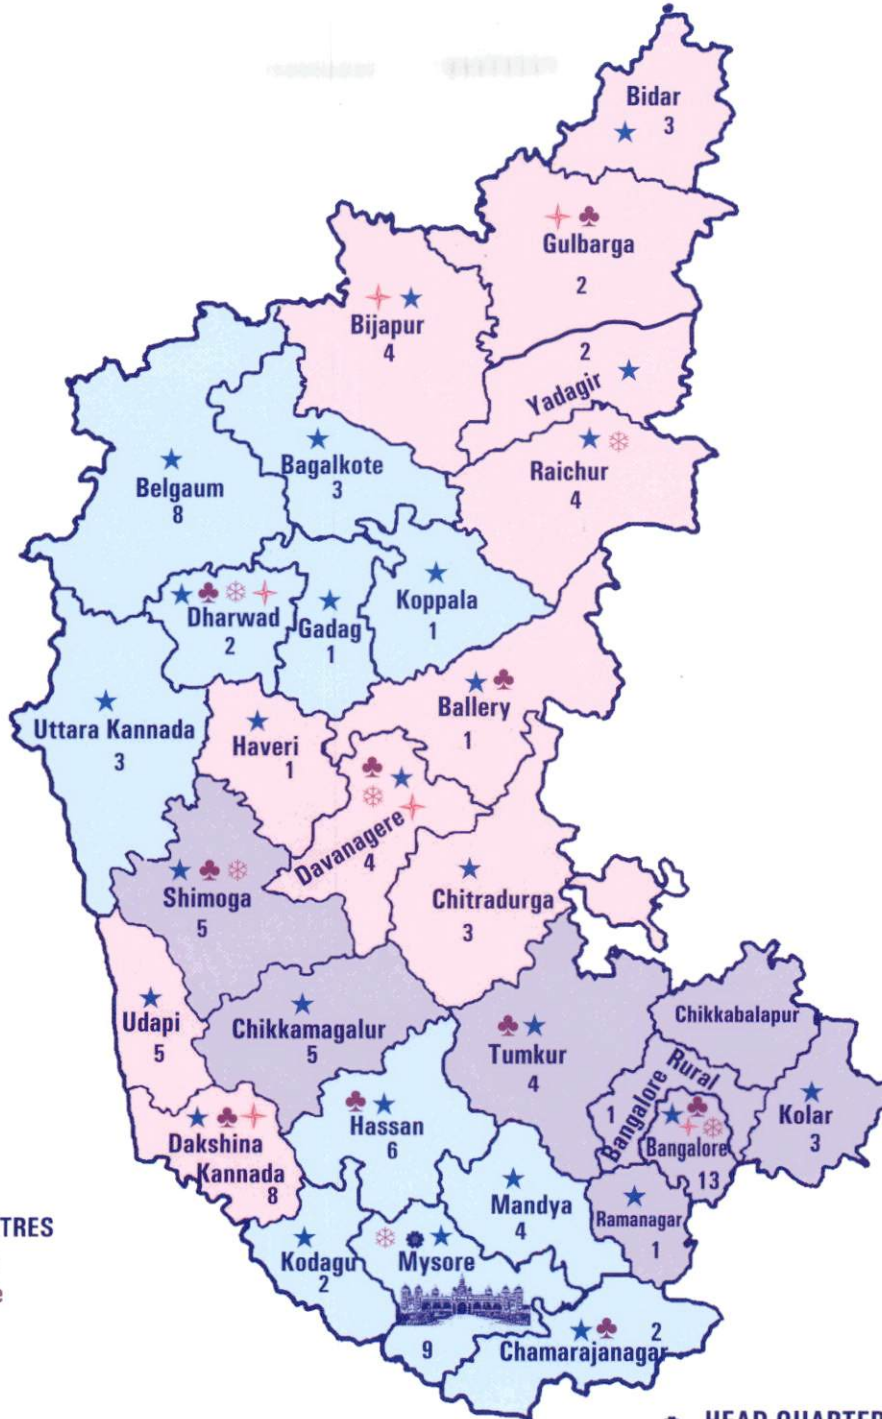 Bidar
3
Gulbarga
2
Bijapur
4
2
Yadagir
Raichur
4
Bagalkote
3
Belgaum
8
Koppala
1
Dharwad
2
Gadag
1
Ballery
1
Uttara Kannada
3
Haveri
1
Davanagere
4
Shimoga
5
Chitradurga
3
Udapi
5
Chikkamagalur
5
Tumkur
4
Chikkabalapur
Bangalore Rural
1
Kolar
3
Bangalore
13
Hassan
6
Dakshina
Kannada
8
Mandya
4
Ramanagar
1
TRES
Kodagu
2
Mysore
9
e
2
Chamarajanagar
HEAD QUARTER